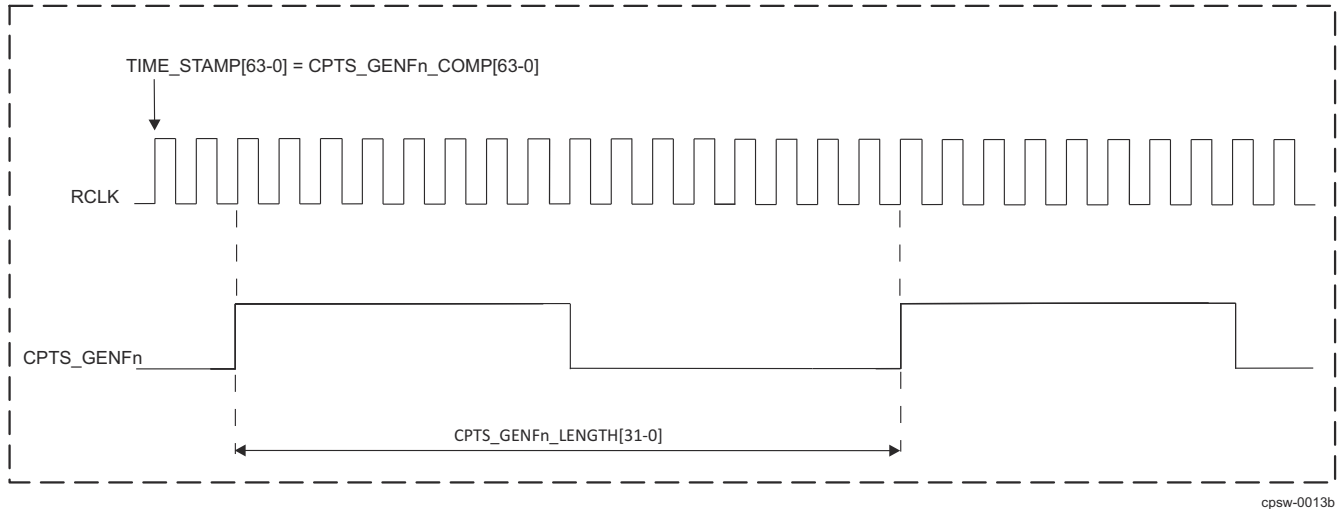 TIME_STAMP[63-0] = CPTS_GENFn_COMP[63-0]
RCLK
CPTS_GENFn
CPTS_GENFn_LENGTH[31-0]
cpsw-0013b